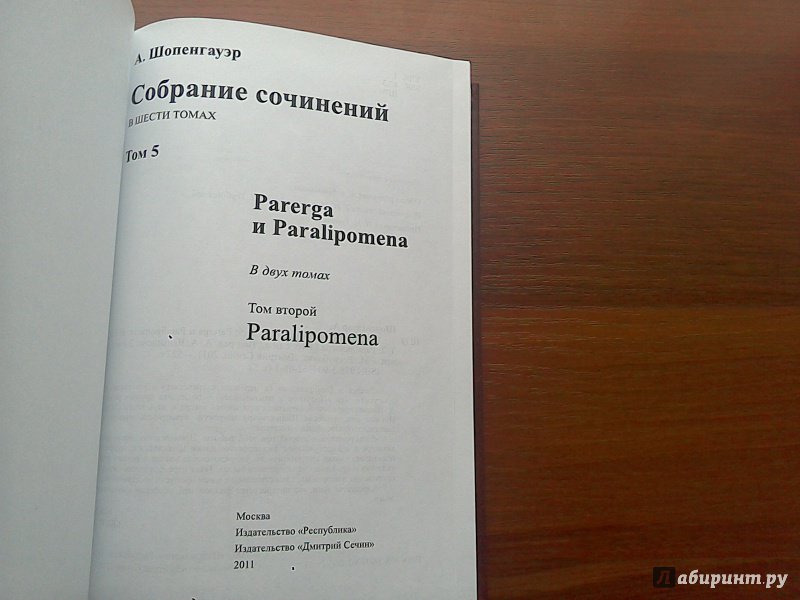 А. Шопенгауэр
Собрание сочинений
В ШЕСТИ ТОМАХ
Том 5
Parerga
и Paralipomena
В двух томах
Том второй
Paralipomena
Москва
Издательство «Республика»
Издательство «Дмитрий Сечин»
2011
Лабиринт.ру